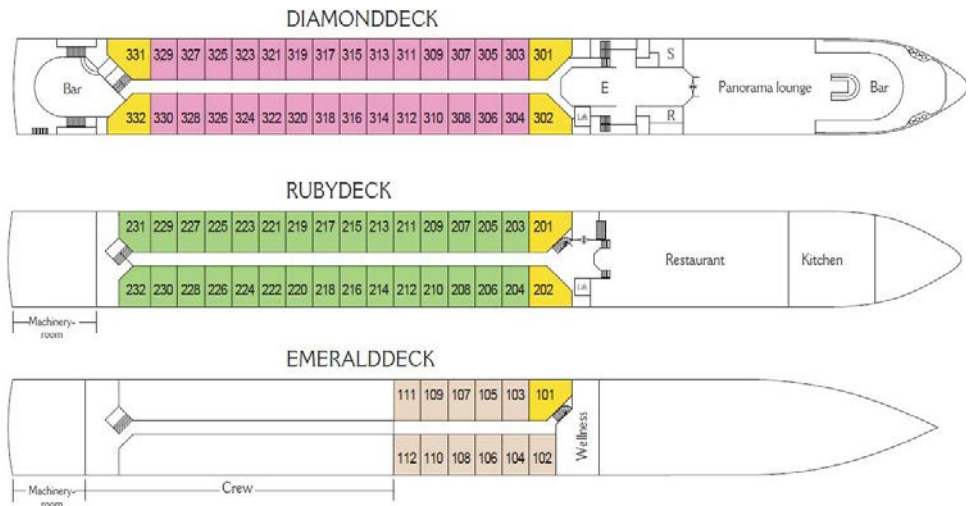 DIAMONDDECK
331 329 327 325 323 321 319 317 315 313 311 309 307 305 303 301
S
Bar
E
Panorama lounge
Bar
332 330 328 326 324 322 320 318 316 314 312 310 308 306 304 302
Lift
R
RUBYDECK
231 229 227 225 223 221 219 217 215 213 211 209 207 205 203 201
Restaurant
Kitchen
232 230 228 226 224 222 220 218 216 214 212 210 208 206 204 202
Lift
Machinery-
room
EMERALDDECK
111 109 107 105 103 101
Wellness
112 110 108 106 104 102
Machinery-
room
Crew